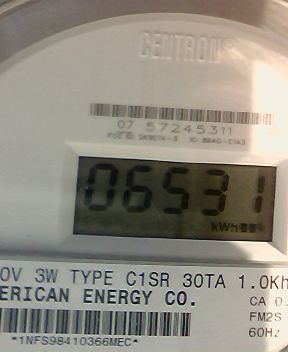 CENTRON®
07 57245311
06531
kWh
0V 3W TYPE C1SR 30TA 1.0Kh
ERICAN ENERGY CO.
CA 0.
FM2S
60Hz
*1NFS98410366MEC*